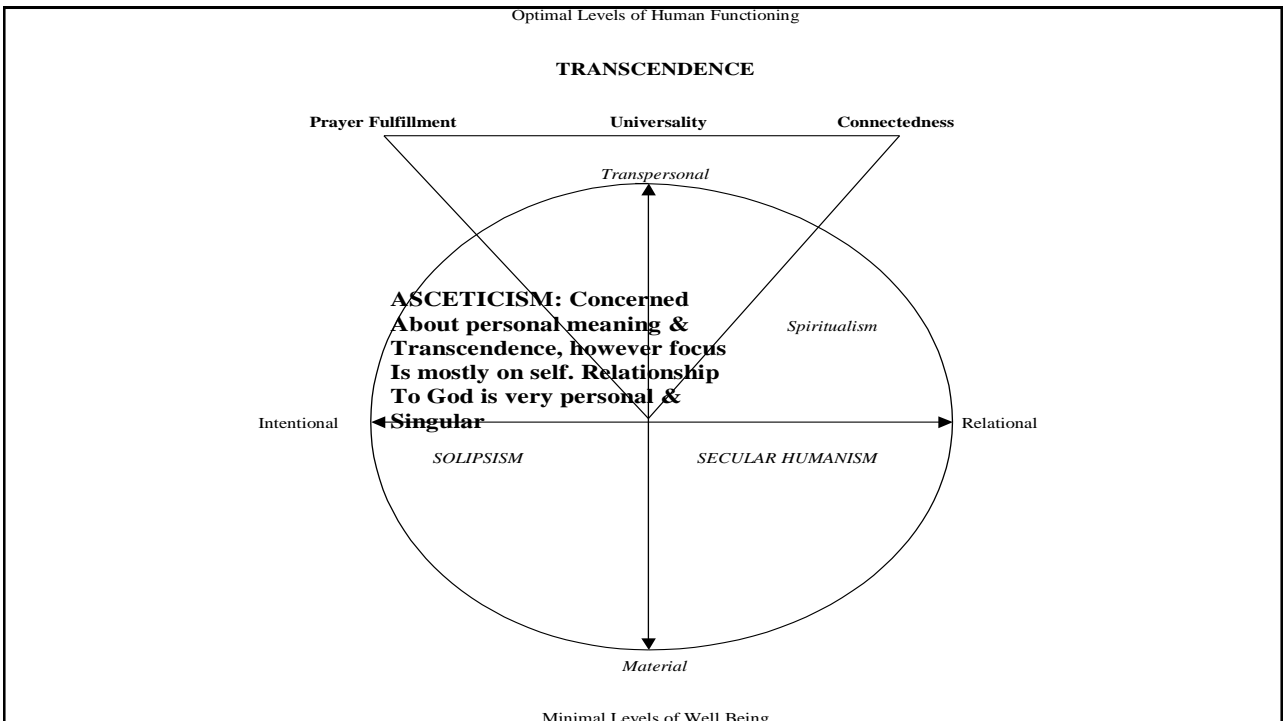 Optimal Levels of Human Functioning
TRANSCENDENCE
Prayer Fulfillment Universality Connectedness
Transpersonal
ASCETICISM: Concerned
About personal meaning &
Transcendence, however focus
Is mostly on self. Relationship
To God is very personal &
Singular
Spiritualism
Intentional
Relational
SOLIPSISM
SECULAR HUMANISM
Material
Minimal Levels of Well Being